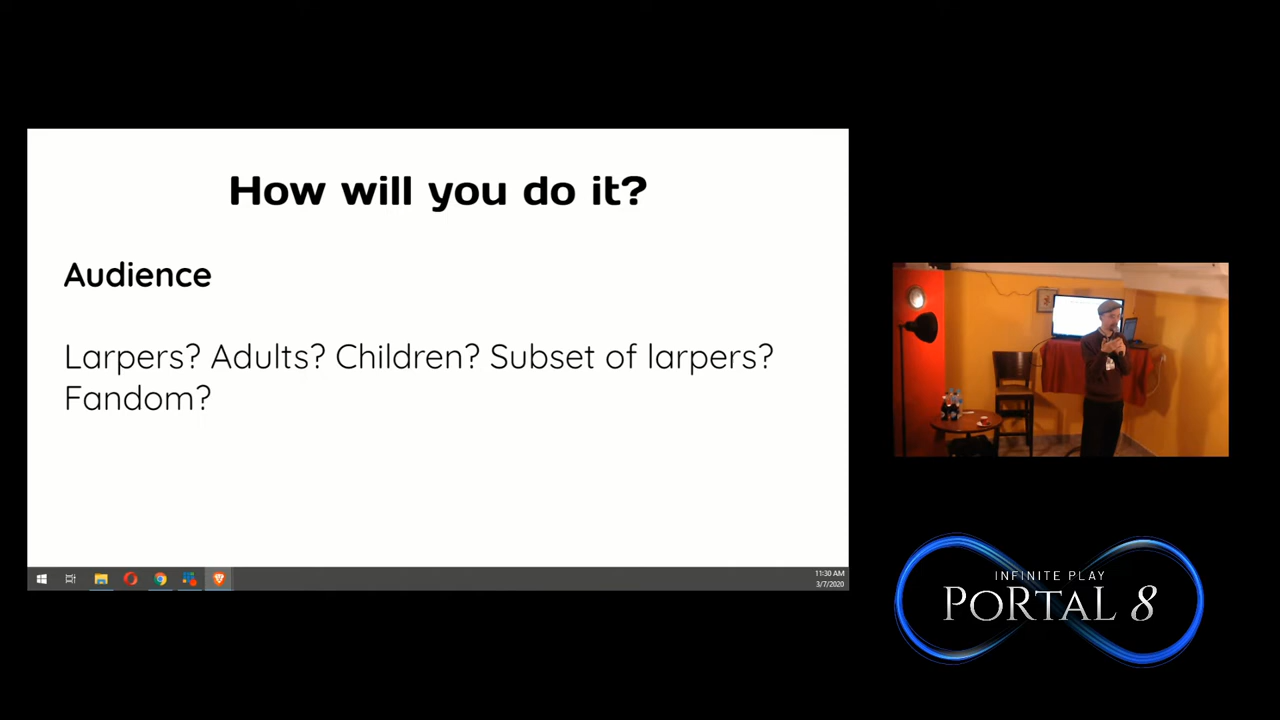 How will you do it?
Audience
Larpers? Adults? Children? Subset of larpers?
Fandom?
11:30 AM
3/7/2020
INFINITE PLAY
PORTAL 8